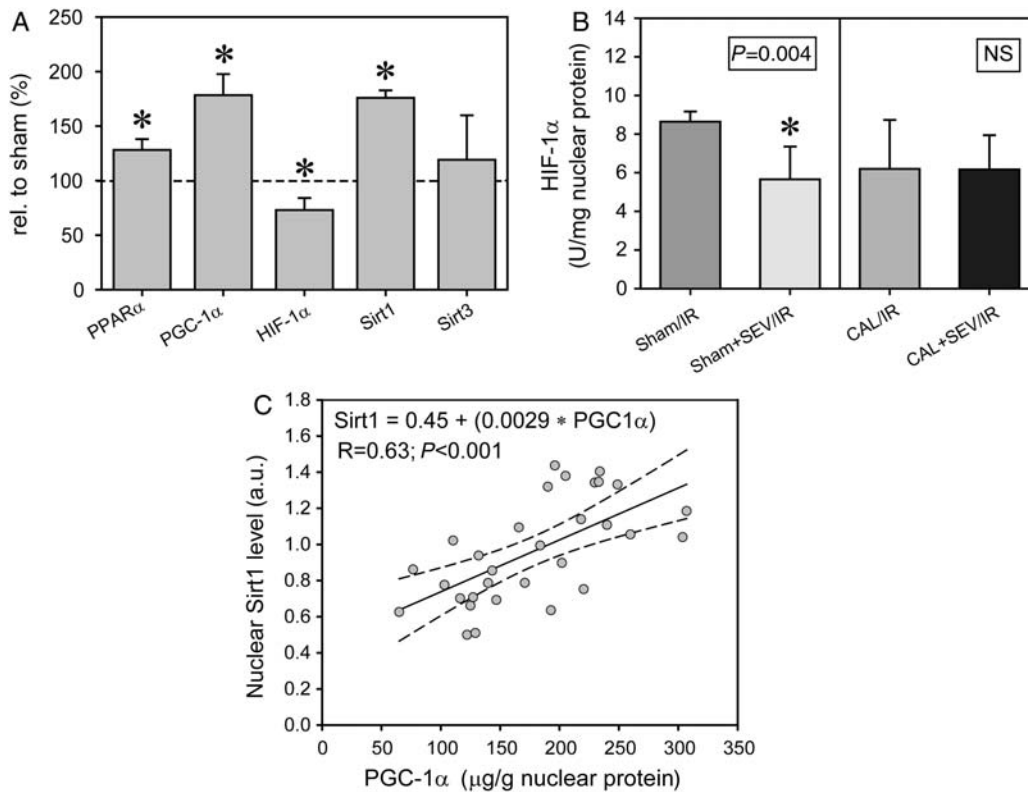 A
rel. to sham (%)
250
200
150
100
50
0
*
*
*
*
PPARα
PGC-1α
HIF-1α
Sirt1
Sirt3
B
HIF-1α
(U/mg nuclear protein)
14
12
10
8
6
4
2
0
P=0.004
NS
*
Sham/IR
Sham+SEV/IR
CAL/IR
CAL+SEV/IR
C
Nuclear Sirt1 level (a.u.)
1.8
1.6
1.4
1.2
1.0
0.8
0.6
0.4
0.2
0.0
Sirt1 = 0.45 + (0.0029 * PGC1α)
R=0.63; P<0.001
0 50 100 150 200 250 300 350
PGC-1α (μg/g nuclear protein)